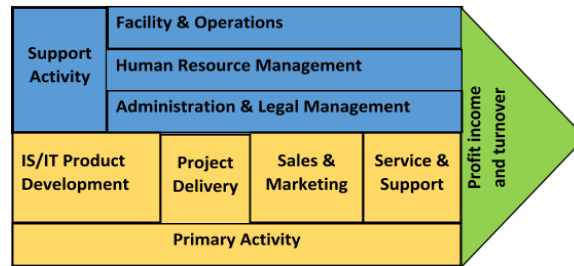 Facility & Operations
Support
Activity
Human Resource Management
Administration & Legal Management
IS/IT Product
Development
Project
Delivery
Sales &
Marketing
Service &
Support
Primary Activity
Profit income
and turnover